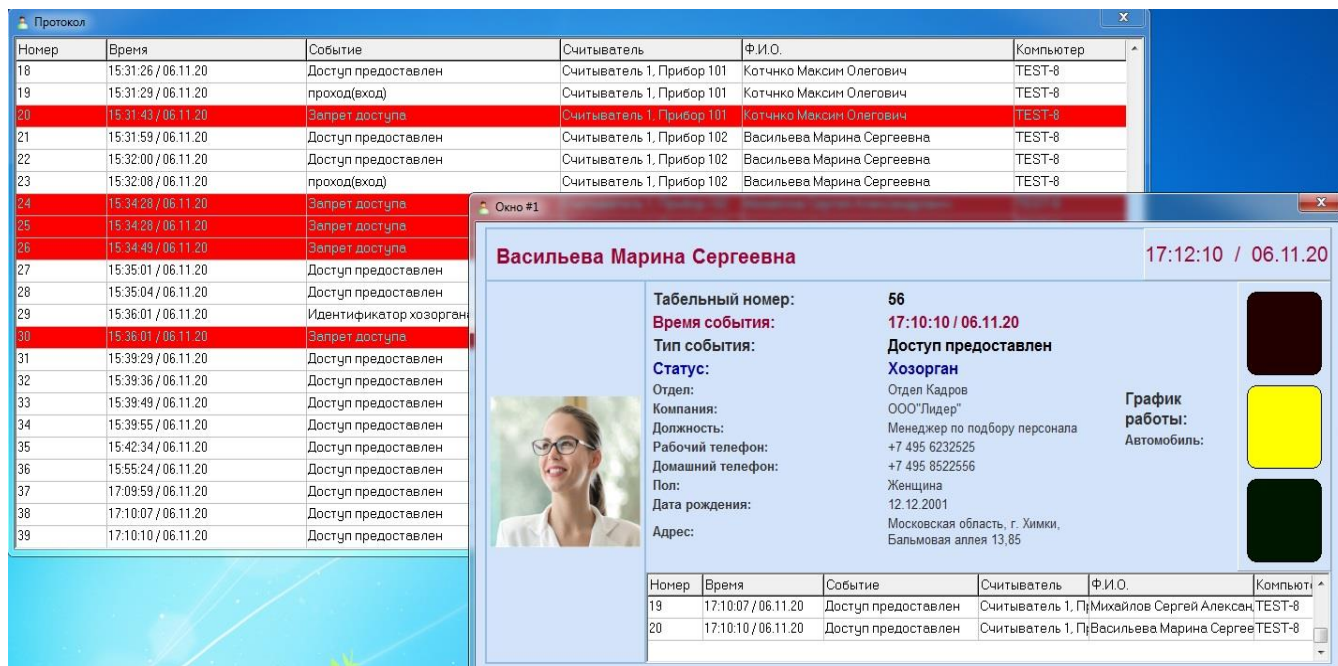 Протокол
x
Номер Время Событие Считыватель Ф.И.О. Компьютер
18 15:31:26 / 06.11.20 Доступ предоставлен Считыватель 1, Прибор 101 Котчнко Максим Олегович TEST-8
19 15:31:29 / 06.11.20 проход(вход) Считыватель 1, Прибор 101 Котчнко Максим Олегович TEST-8
20 15:31:43 / 06.11.20 Запрет доступа Считыватель 1, Прибор 101 Котчнко Максим Олегович TEST-8
21 15:31:59 / 06.11.20 Доступ предоставлен Считыватель 1, Прибор 102 Васильева Марина Сергеевна TEST-8
22 15:32:00 / 06.11.20 Доступ предоставлен Считыватель 1, Прибор 102 Васильева Марина Сергеевна TEST-8
23 15:32:08 / 06.11.20 проход(вход) Считыватель 1, Прибор 102 Васильева Марина Сергеевна TEST-8
24 15:34:28 / 06.11.20 Запрет доступа
25 15:34:28 / 06.11.20 Запрет доступа
26 15:34:49 / 06.11.20 Запрет доступа
27 15:35:01 / 06.11.20 Доступ предоставлен
28 15:35:04 / 06.11.20 Доступ предоставлен
29 15:36:01 / 06.11.20 Идентификатор хозоргана
30 15:36:01 / 06.11.20 Запрет доступа
31 15:39:29 / 06.11.20 Доступ предоставлен
32 15:39:36 / 06.11.20 Доступ предоставлен
33 15:39:49 / 06.11.20 Доступ предоставлен
34 15:39:55 / 06.11.20 Доступ предоставлен
35 15:42:34 / 06.11.20 Доступ предоставлен
36 15:55:24 / 06.11.20 Доступ предоставлен
37 17:09:59 / 06.11.20 Доступ предоставлен
38 17:10:07 / 06.11.20 Доступ предоставлен
39 17:10:10 / 06.11.20 Доступ предоставлен
Окно #1
x
Васильева Марина Сергеевна 17:12:10 / 06.11.20
Табельный номер: 56
Время события: 17:10:10 / 06.11.20
Тип события: Доступ предоставлен
Статус: Хозорган
Отдел: Отдел Кадров
Компания: ООО"Лидер"
Должность: Менеджер по подбору персонала
Рабочий телефон: +7 495 6232525
Домашний телефон: +7 495 8522556
Пол: Женщина
Дата рождения: 12.12.2001
Адрес: Московская область, г. Химки,
Бальмовая аллея 13,85
График
работы:
Автомобиль:
Номер Время Событие Считыватель Ф.И.О. Компьют
19 17:10:07 / 06.11.20 Доступ предоставлен Считыватель 1, Пр Михайлов Сергей Алексан TEST-8
20 17:10:10 / 06.11.20 Доступ предоставлен Считыватель 1, Пр Васильева Марина Сергее TEST-8